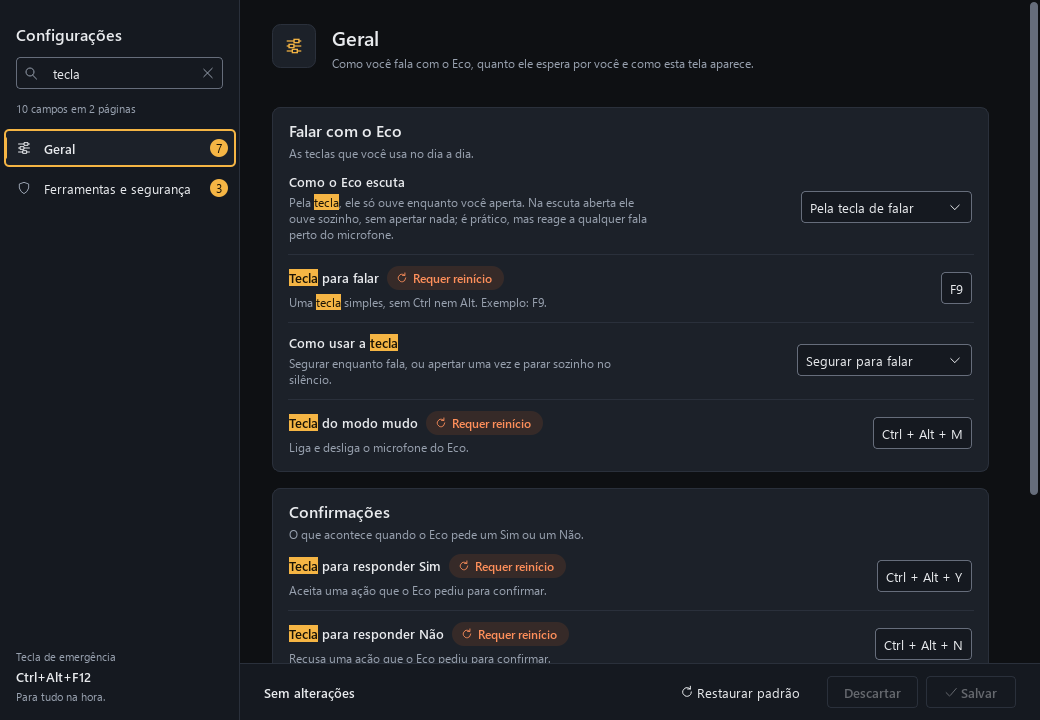 Configurações
tecla
10 campos em 2 páginas
Geral 7
Ferramentas e segurança 3
Tecla de emergência
Ctrl+Alt+F12
Para tudo na hora.
Geral
Como você fala com o Eco, quanto ele espera por você e como esta tela aparece.
Falar com o Eco
As teclas que você usa no dia a dia.
Como o Eco escuta
Pela tecla, ele só ouve enquanto você aperta. Na escuta aberta ele
ouve sozinho, sem apertar nada; é prático, mas reage a qualquer fala
perto do microfone.
Pela tecla de falar
Tecla para falar Requer reinício
Uma tecla simples, sem Ctrl nem Alt. Exemplo: F9.
F9
Como usar a tecla
Segurar enquanto fala, ou apertar uma vez e parar sozinho no
silêncio.
Segurar para falar
Tecla do modo mudo Requer reinício
Liga e desliga o microfone do Eco.
Ctrl + Alt + M
Confirmações
O que acontece quando o Eco pede um Sim ou um Não.
Tecla para responder Sim Requer reinício
Aceita uma ação que o Eco pediu para confirmar.
Ctrl + Alt + Y
Tecla para responder Não Requer reinício
Recusa uma ação que o Eco pediu para confirmar.
Ctrl + Alt + N
Sem alterações
Restaurar padrão
Descartar
Salvar